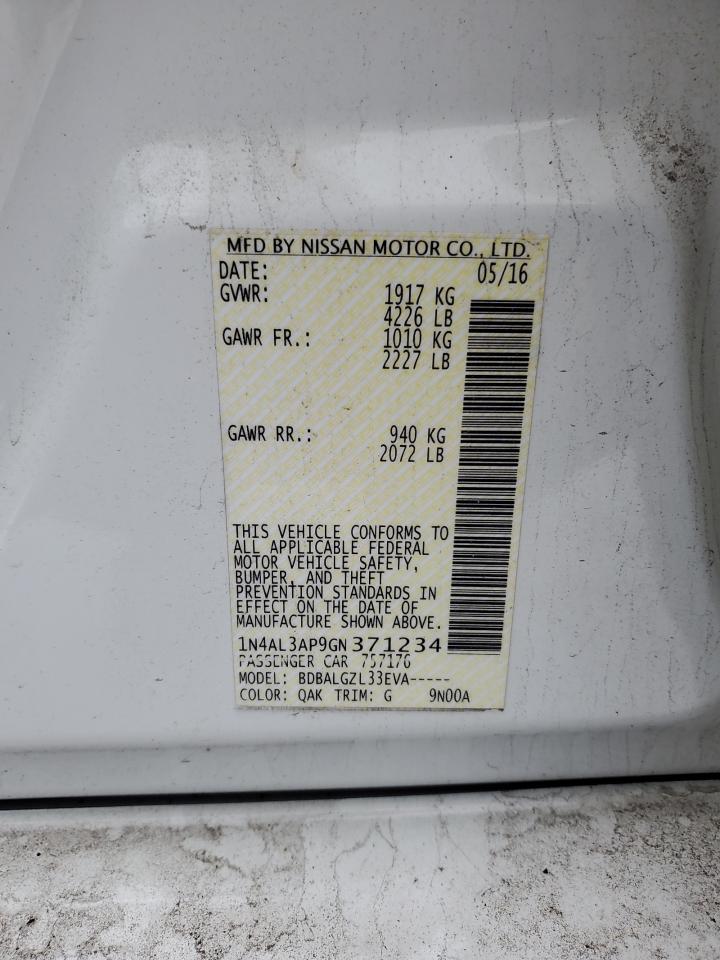 MFD BY NISSAN MOTOR CO., LTD.
DATE: 05/16
GVWR: 1917 KG
4226 LB
GAWR FR.: 1010 KG
2227 LB
GAWR RR.: 940 KG
2072 LB
THIS VEHICLE CONFORMS TO
ALL APPLICABLE FEDERAL
MOTOR VEHICLE SAFETY,
BUMPER, AND THEFT
PREVENTION STANDARDS IN
EFFECT ON THE DATE OF
MANUFACTURE SHOWN ABOVE.
1N4AL3AP9GN371234
PASSENGER CAR 757176
MODEL: BDBALGZL33EVA-----
COLOR: QAK TRIM: G 9N00A